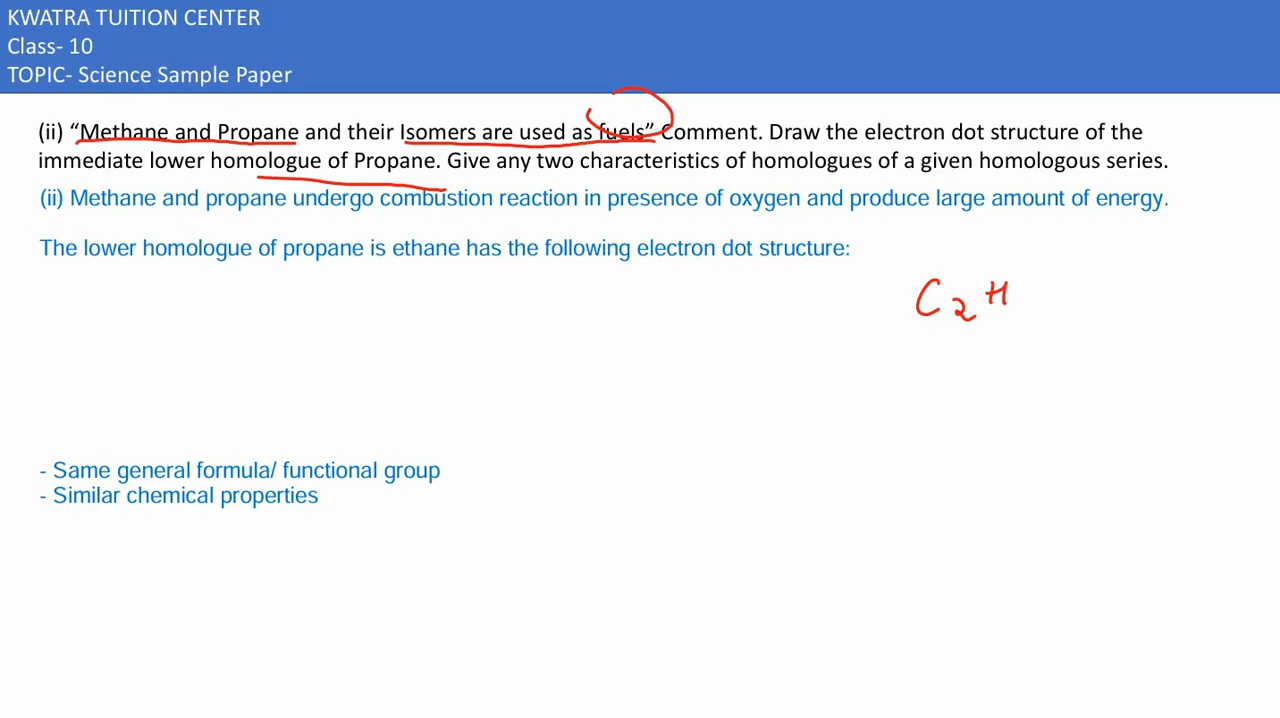 KWATRA TUITION CENTER
Class- 10
TOPIC- Science Sample Paper
(ii) “Methane and Propane and their Isomers are used as fuels” Comment. Draw the electron dot structure of the
immediate lower homologue of Propane. Give any two characteristics of homologues of a given homologous series.
(ii) Methane and propane undergo combustion reaction in presence of oxygen and produce large amount of energy.
The lower homologue of propane is ethane has the following electron dot structure:
C2H
- Same general formula/ functional group
- Similar chemical properties